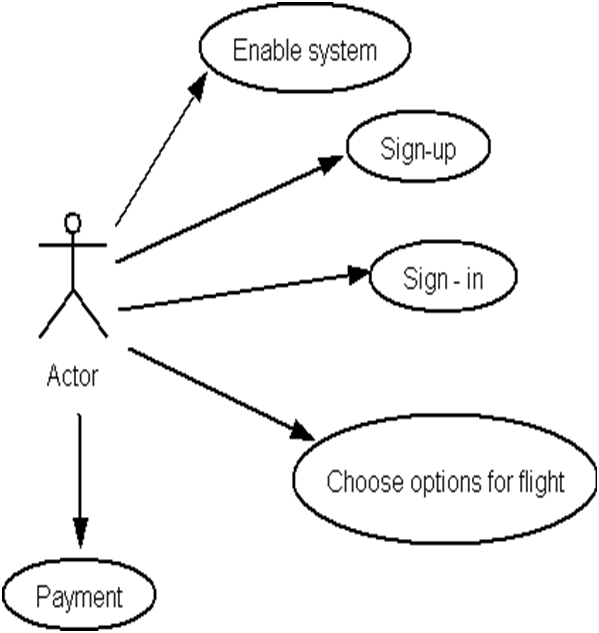 Enable system
Sign-up
Sign - in
Actor
Choose options for flight
Payment